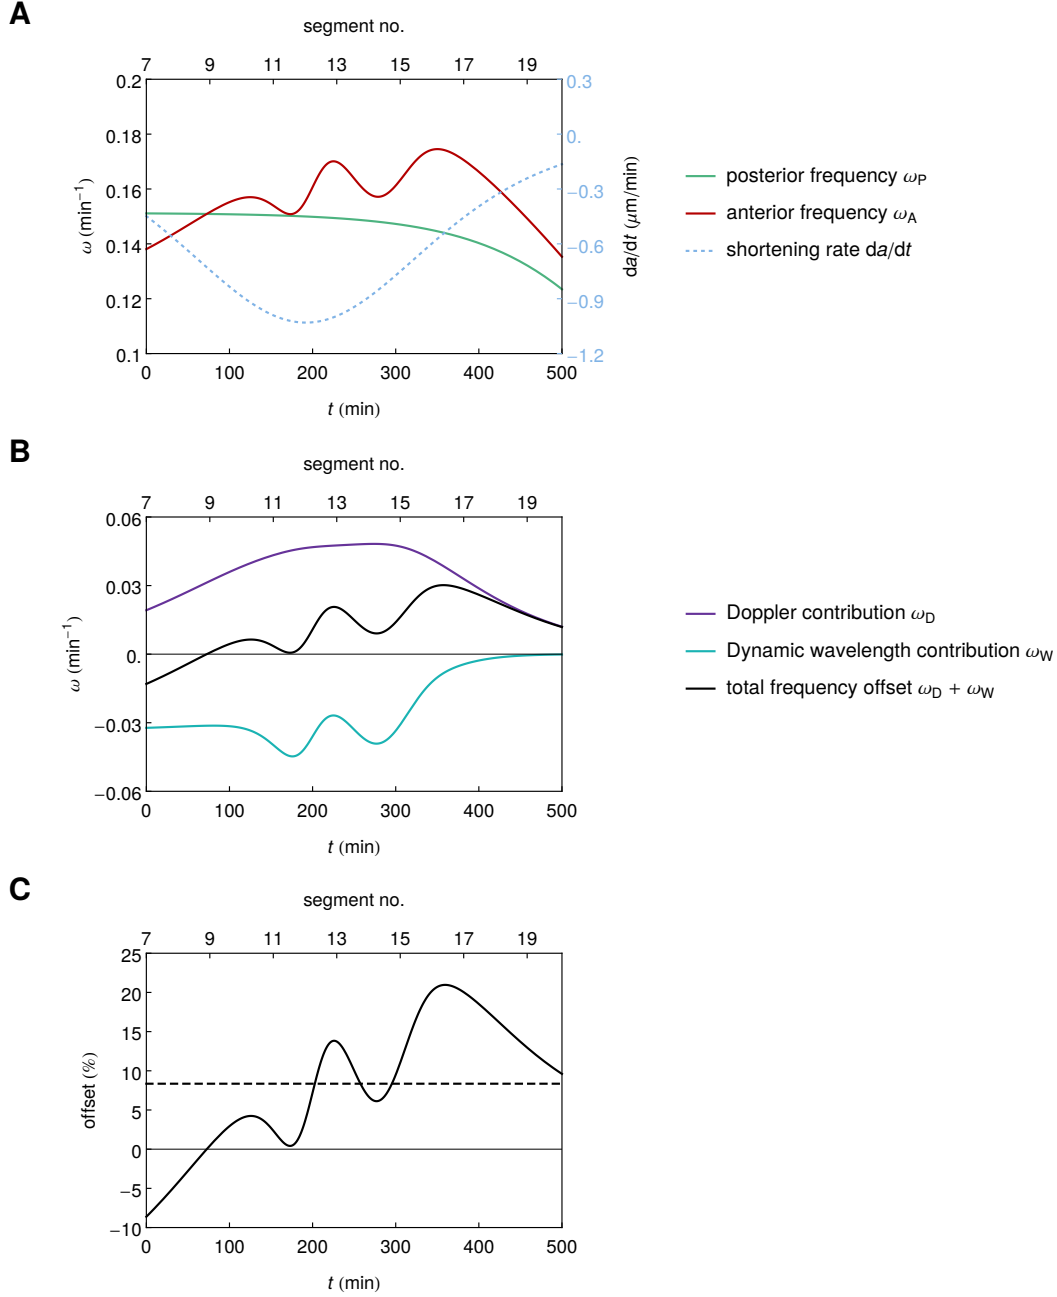 A
segment no.
7 9 11 13 15 17 19
0.2 0.3
0.18 0.
0.16 −0.3
0.14 −0.6
0.12 −0.9
0.1 −1.2
ω (min⁻¹)
da/dt (μm/min)
0 100 200 300 400 500
t (min)
posterior frequency ωP
anterior frequency ωA
shortening rate da/dt
B
segment no.
7 9 11 13 15 17 19
0.06
0.03
0.
−0.03
−0.06
ω (min⁻¹)
0 100 200 300 400 500
t (min)
Doppler contribution ωD
Dynamic wavelength contribution ωW
total frequency offset ωD + ωW
C
segment no.
7 9 11 13 15 17 19
25
20
15
10
5
0
−5
−10
offset (%)
0 100 200 300 400 500
t (min)